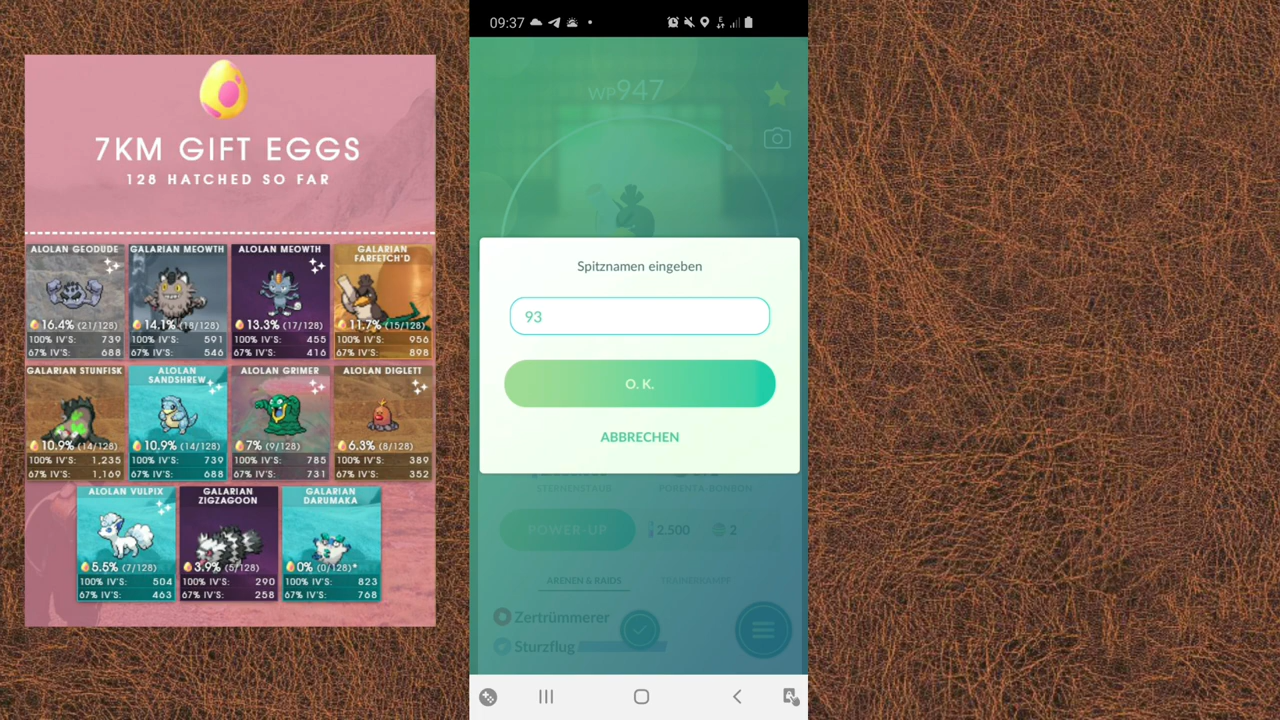 7KM GIFT EGGS
128 HATCHED SO FAR
ALOLAN GEODUDE
16.4% (21/128)
100% IV'S: 739
67% IV'S: 688
GALARIAN MEOWTH
14.1% (18/128)
100% IV'S: 591
67% IV'S: 546
ALOLAN MEOWTH
13.3% (17/128)
100% IV'S: 455
67% IV'S: 416
GALARIAN
FARFETCH'D
11.7% (15/128)
100% IV'S: 956
67% IV'S: 898
GALARIAN STUNFISK
10.9% (14/128)
100% IV'S: 1,235
67% IV'S: 1,169
ALOLAN
SANDSHREW
10.9% (14/128)
100% IV'S: 739
67% IV'S: 688
ALOLAN GRIMER
7% (9/128)
100% IV'S: 785
67% IV'S: 731
ALOLAN DIGLETT
6.3% (8/128)
100% IV'S: 389
67% IV'S: 352
ALOLAN VULPIX
5.5% (7/128)
100% IV'S: 504
67% IV'S: 463
GALARIAN
ZIGZAGOON
3.9% (5/128)
100% IV'S: 290
67% IV'S: 258
GALARIAN
DARUMAKA
0% (0/128)*
100% IV'S: 823
67% IV'S: 768
09:37
WP947
Spitznamen eingeben
93
O. K.
ABBRECHEN
STERNENSTAUB PORENTA-BONBON
POWER-UP 2.500 2
ARENEN & RAIDS TRAINERKAMPF
Zertrümmerer
Sturzflug